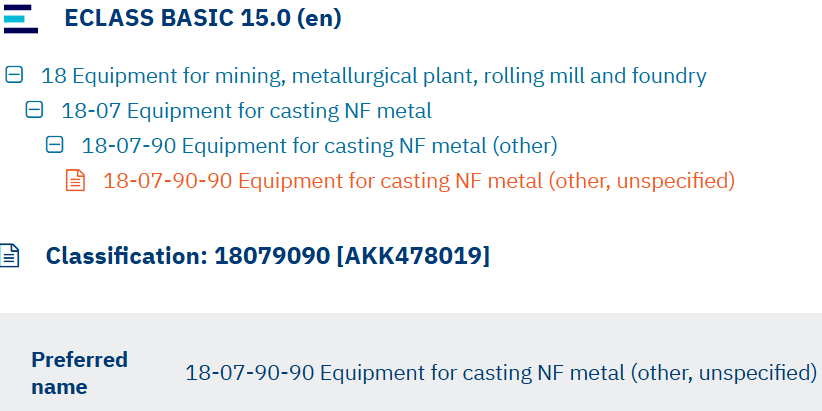 ECLASS BASIC 15.0 (en)
18 Equipment for mining, metallurgical plant, rolling mill and foundry
18-07 Equipment for casting NF metal
18-07-90 Equipment for casting NF metal (other)
18-07-90-90 Equipment for casting NF metal (other, unspecified)
Classification: 18079090 [AKK478019]
Preferred
name
18-07-90-90 Equipment for casting NF metal (other, unspecified)